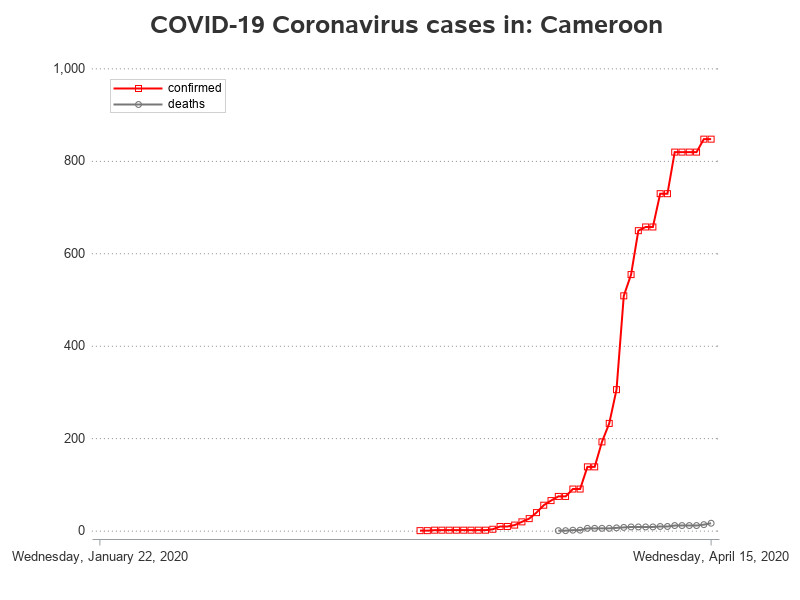 COVID-19 Coronavirus cases in: Cameroon
1,000
confirmed
deaths
800
600
400
200
0
Wednesday, January 22, 2020 Wednesday, April 15, 2020